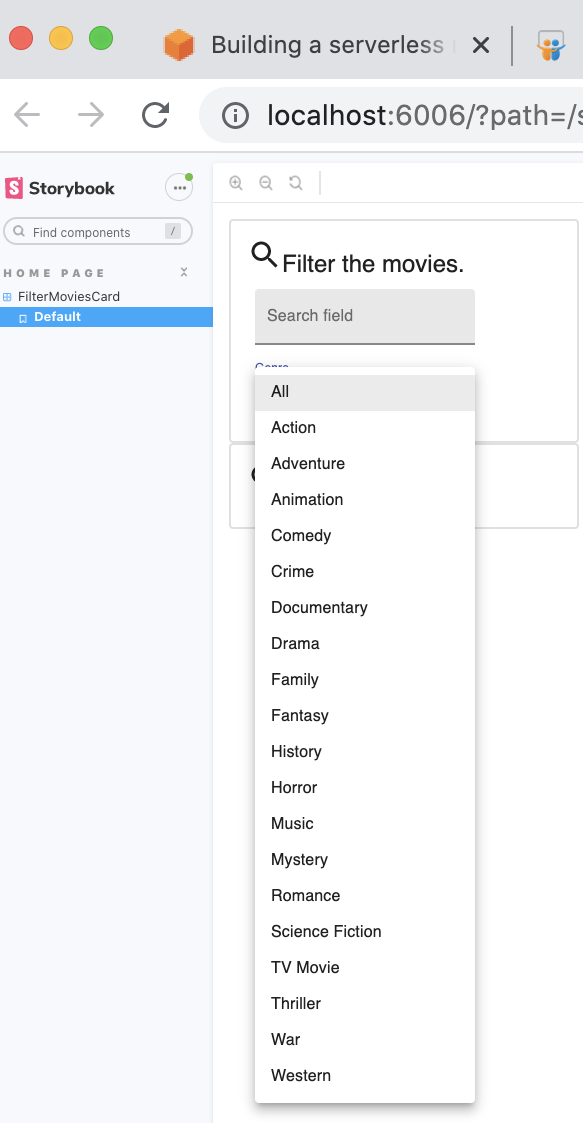 Building a serverless
localhost:6006/?path=/s
Storybook
Find components /
HOME PAGE
FilterMoviesCard
Default
Filter the movies.
Search field
Genre
All
Action
Adventure
Animation
Comedy
Crime
Documentary
Drama
Family
Fantasy
History
Horror
Music
Mystery
Romance
Science Fiction
TV Movie
Thriller
War
Western